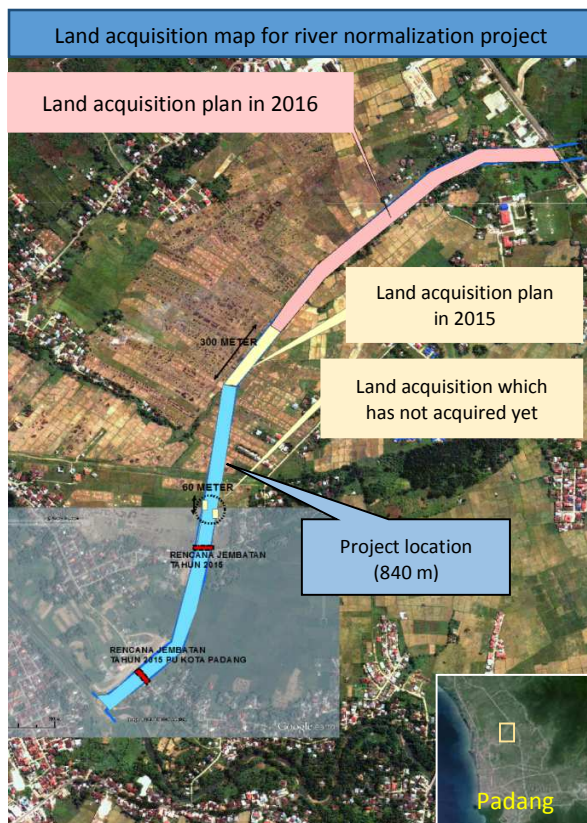 Land acquisition map for river normalization project
Land acquisition plan in 2016
Land acquisition plan
in 2015
300 METER
Land acquisition which
has not acquired yet
60 METER
Project location
(840 m)
RENCANA JEMBATAN
RENCANA JEMBATAN
TAHUN 2015 PU KOTA PADANG
Google
Padang